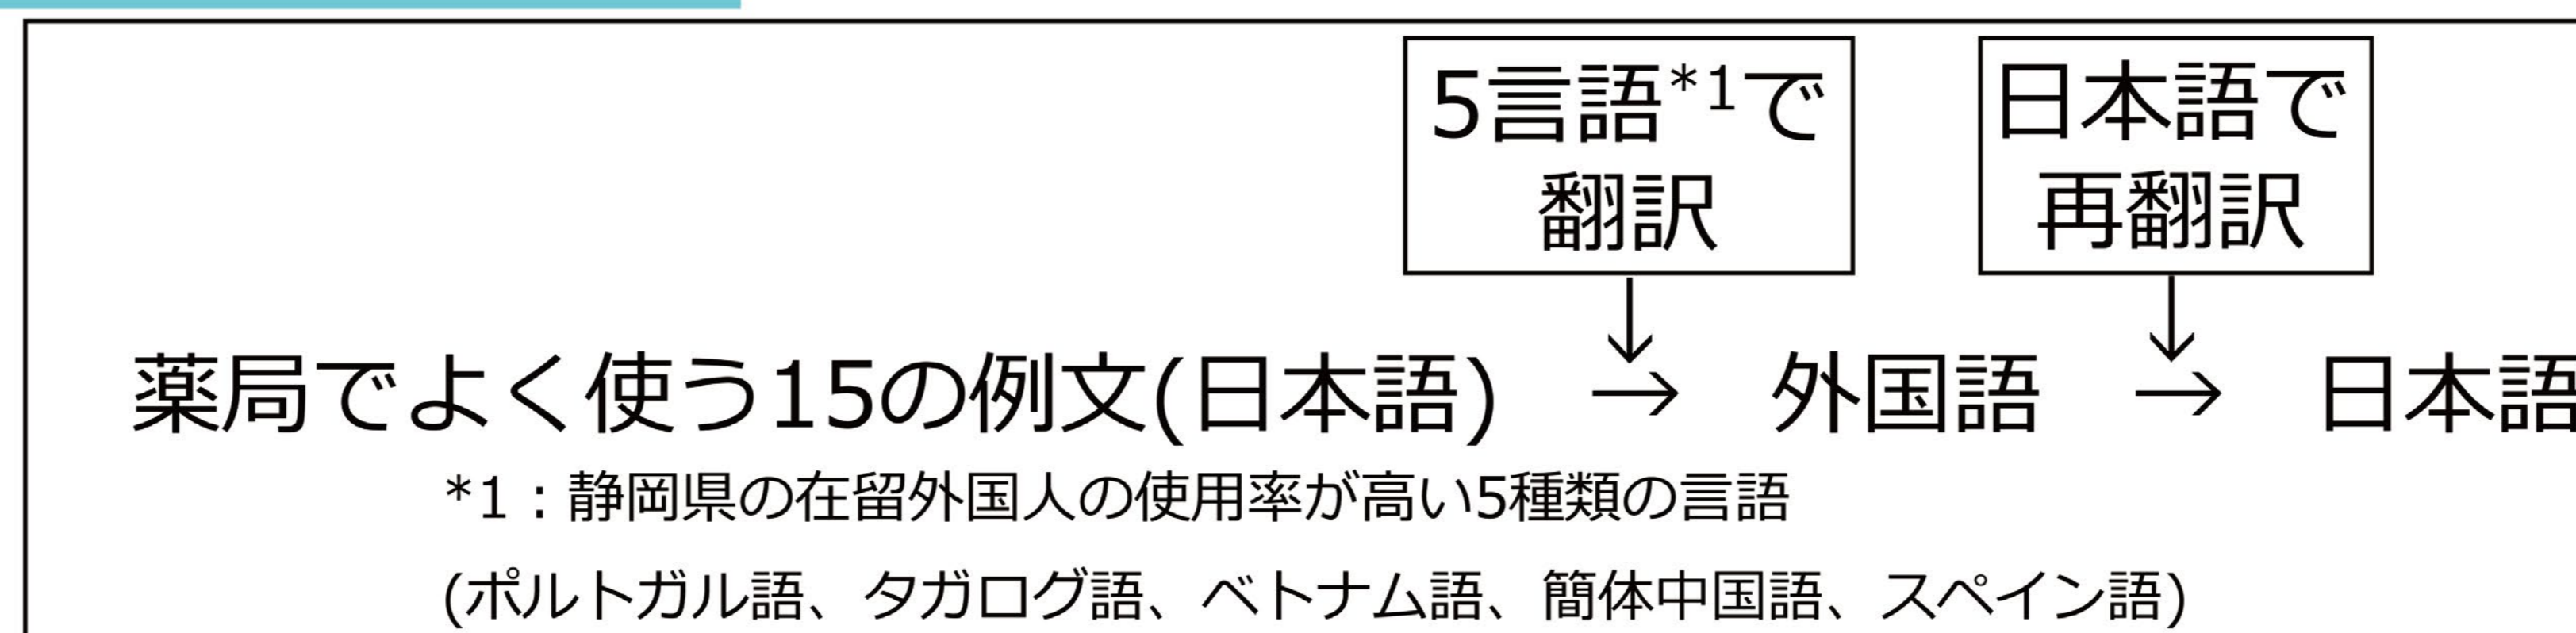 5言語*1で
翻訳
日本語で
再翻訳
薬局でよく使う15の例文(日本語) → 外国語 → 日本語
*1：静岡県の在留外国人の使用率が高い5種類の言語
(ポルトガル語、タガログ語、ベトナム語、簡体中国語、スペイン語)